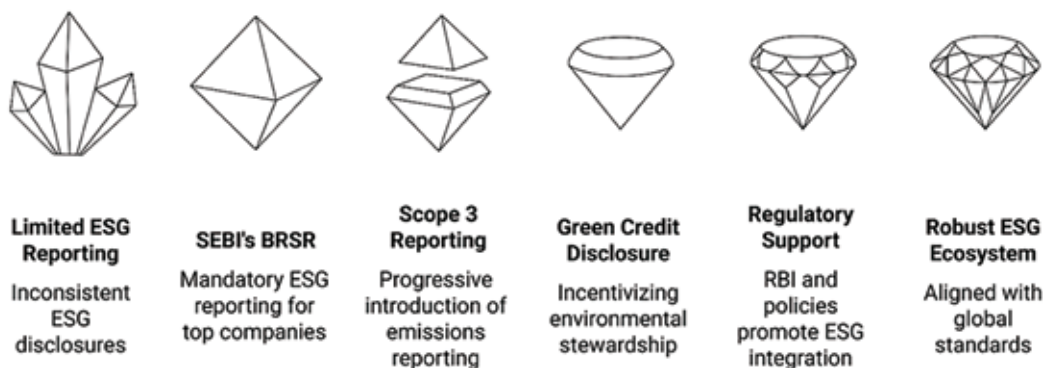 Limited ESG
Reporting
Inconsistent
ESG
disclosures
SEBI's BRSR
Mandatory ESG
reporting for
top companies
Scope 3
Reporting
Progressive
introduction of
emissions
reporting
Green Credit
Disclosure
Incentivizing
environmental
stewardship
Regulatory
Support
RBI and
policies
promote ESG
integration
Robust ESG
Ecosystem
Aligned with
global
standards